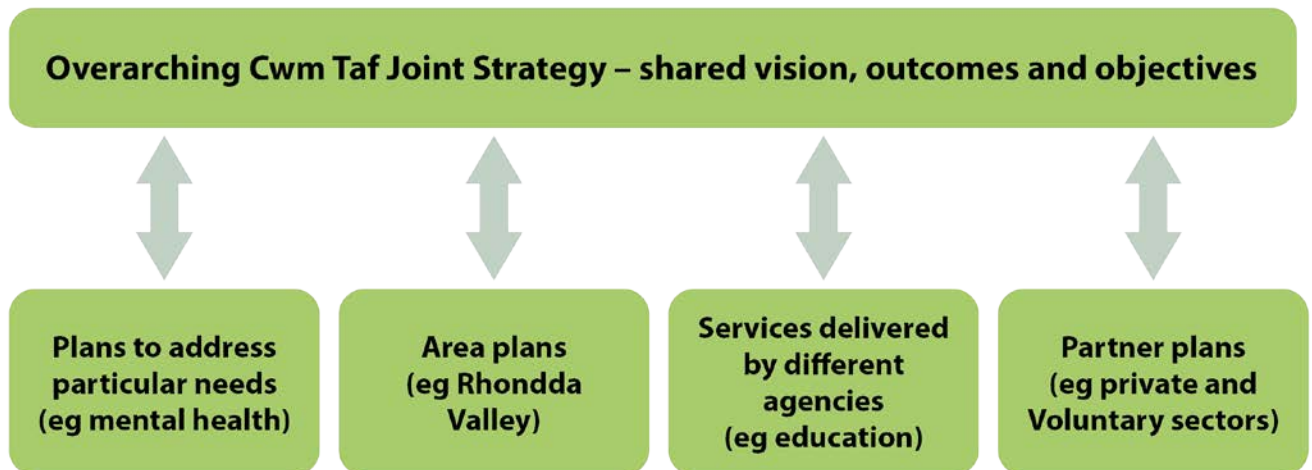 Overarching Cwm Taf Joint Strategy – shared vision, outcomes and objectives
Plans to address
particular needs
(eg mental health)
Area plans
(eg Rhondda
Valley)
Services delivered
by different
agencies
(eg education)
Partner plans
(eg private and
Voluntary sectors)